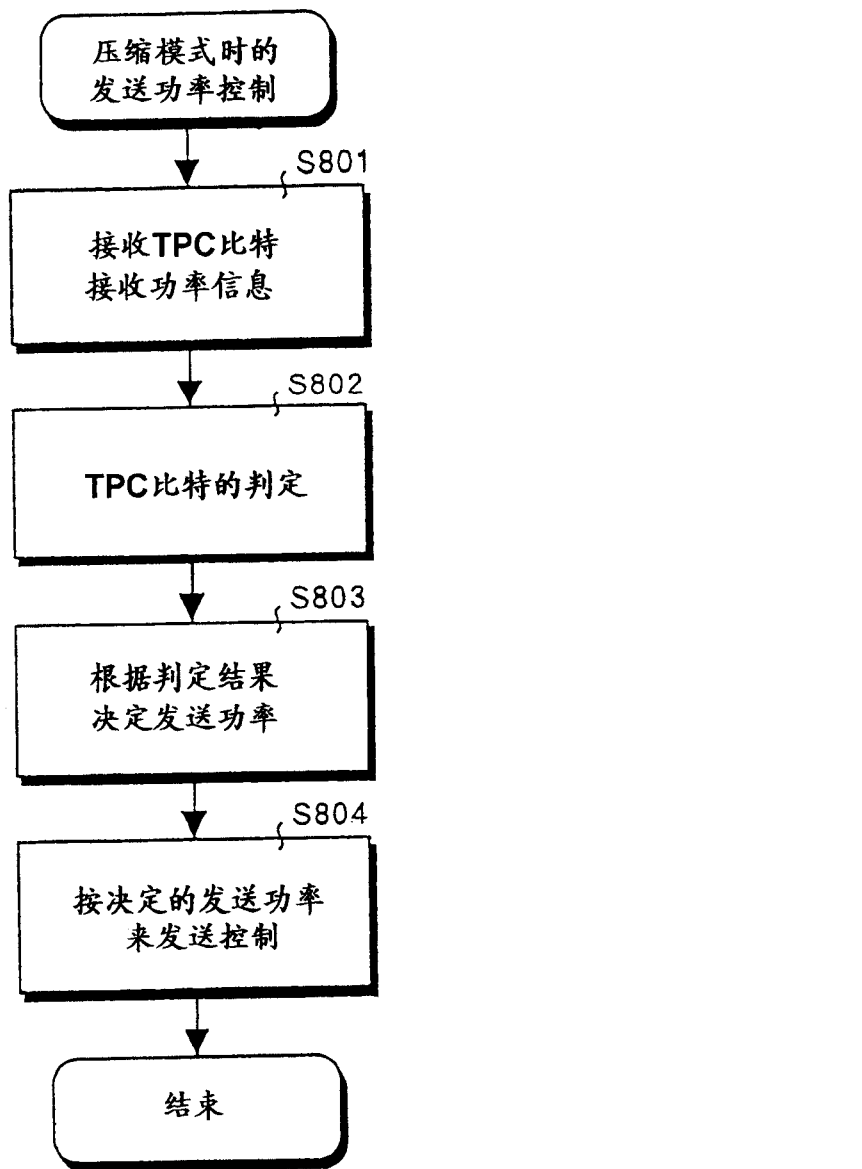 压缩模式时的
发送功率控制
S801
接收TPC比特
接收功率信息
S802
TPC比特的判定
S803
根据判定结果
决定发送功率
S804
按决定的发送功率
来发送控制
结束